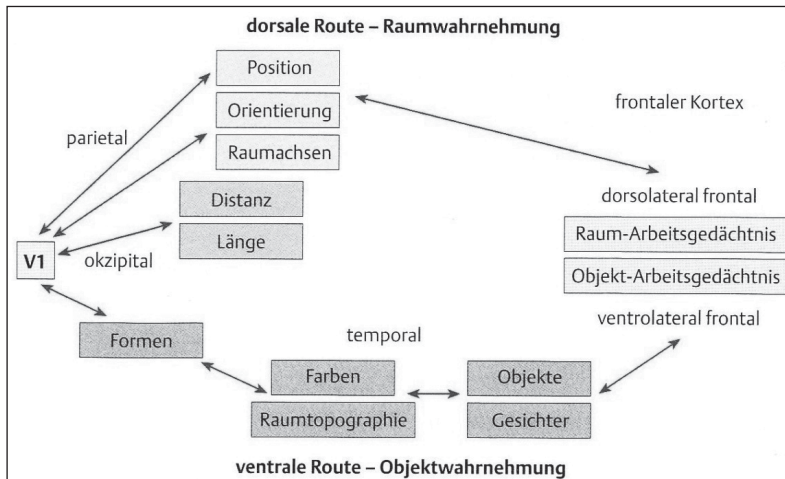 dorsale Route – Raumwahrnehmung
Position
Orientierung
frontaler Kortex
parietal
Raumachsen
Distanz
dorsolateral frontal
Länge
Raum-Arbeitsgedächtnis
V1
okzipital
Objekt-Arbeitsgedächtnis
Formen
temporal
ventrolateral frontal
Farben
Objekte
Raumtopographie
Gesichter
ventrale Route – Objektwahrnehmung